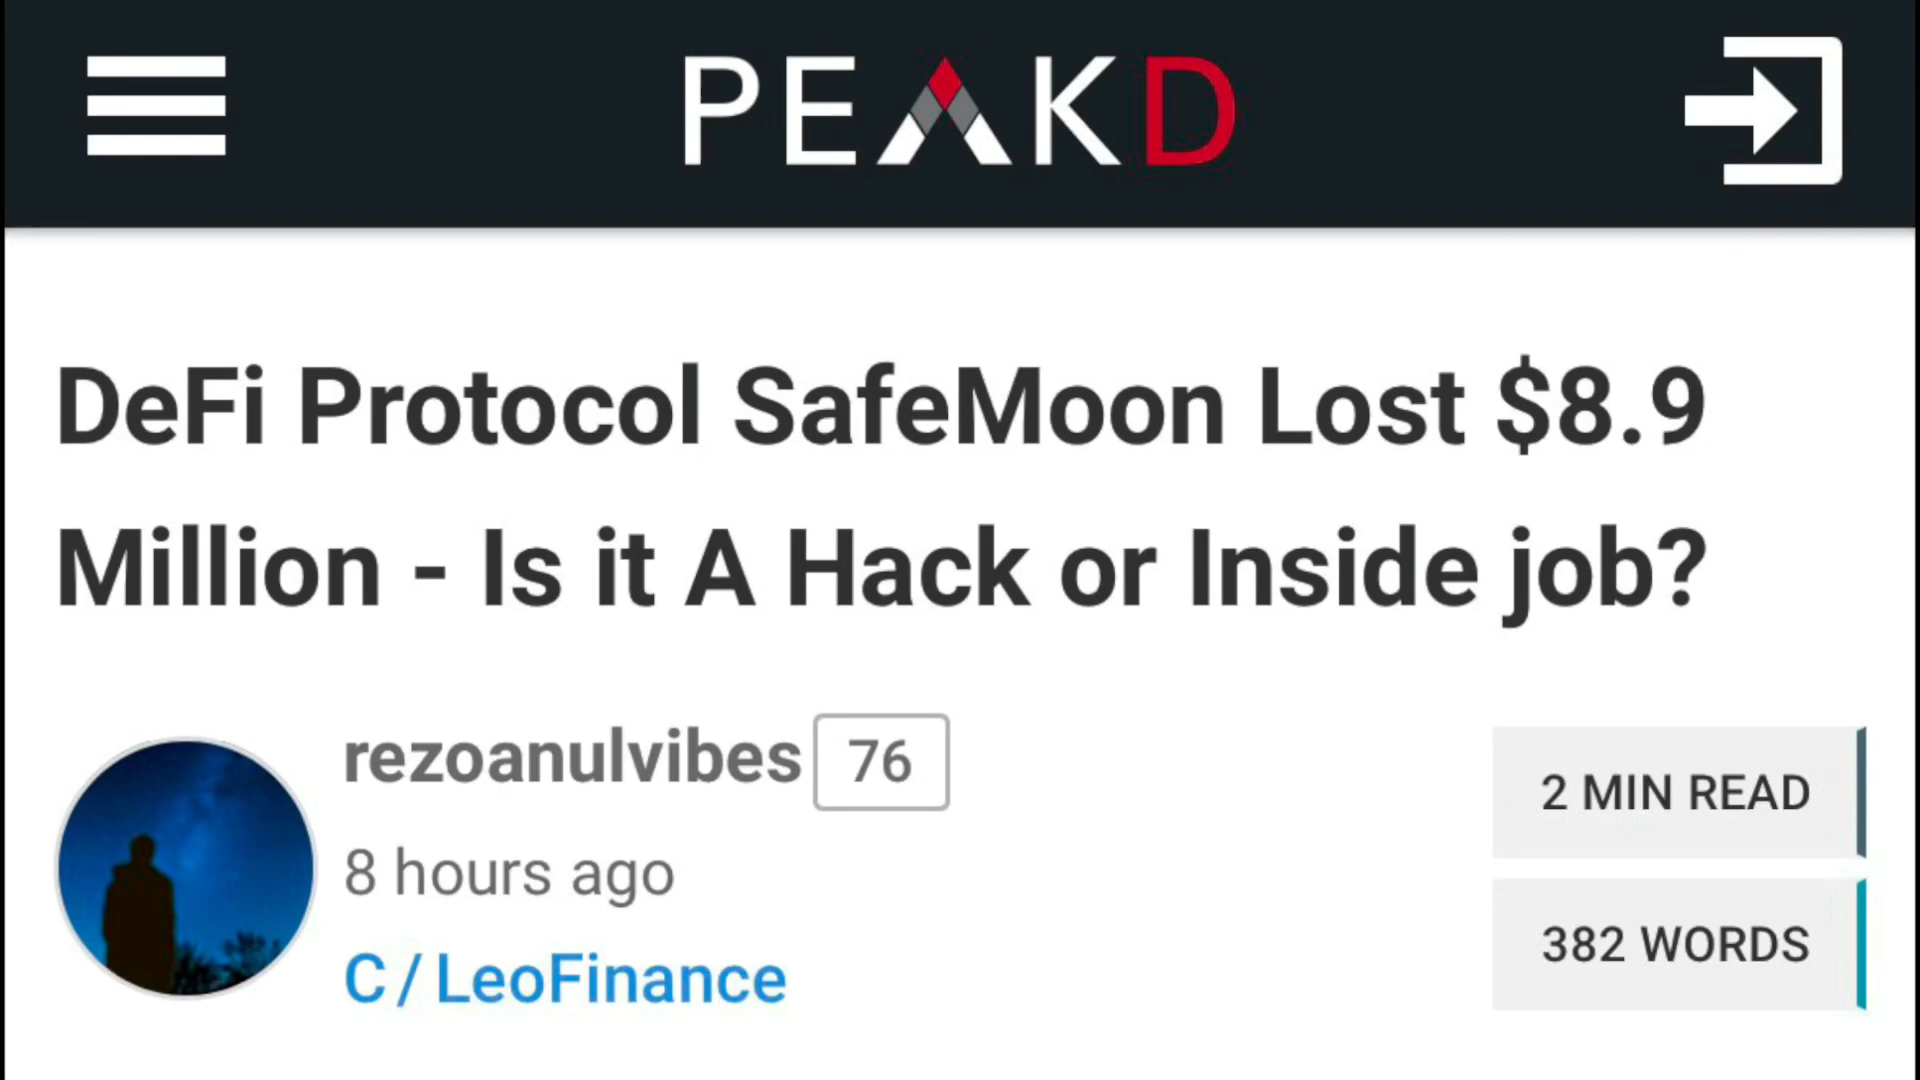 PEAKD
DeFi Protocol SafeMoon Lost $8.9
Million - Is it A Hack or Inside job?
rezoanulvibes 76
8 hours ago
C/LeoFinance
2 MIN READ
382 WORDS